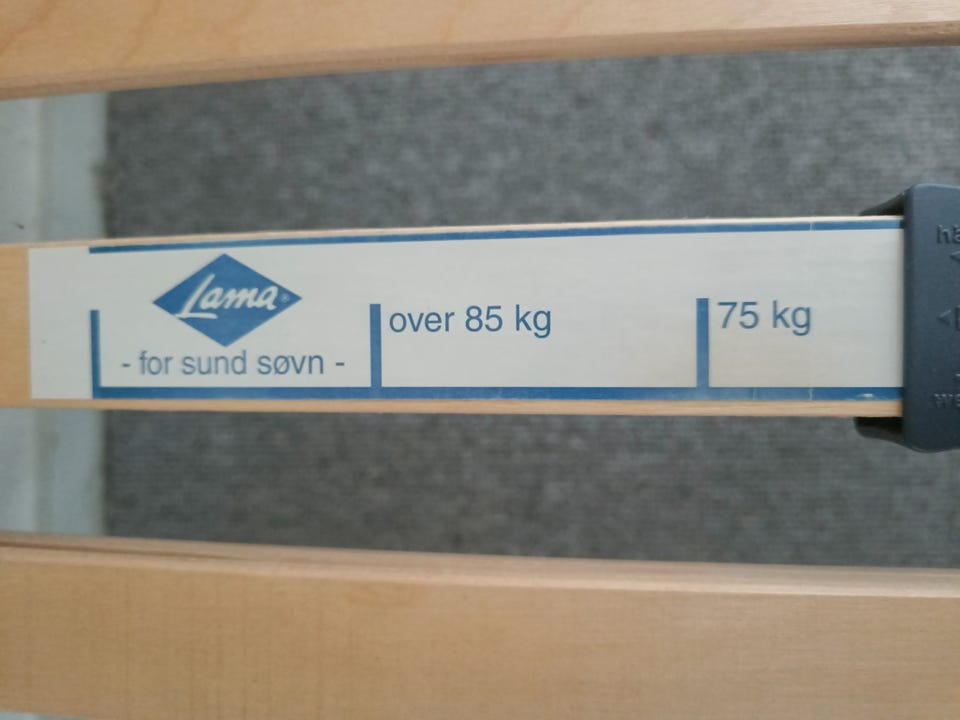 Lama®
- for sund søvn -
over 85 kg
75 kg